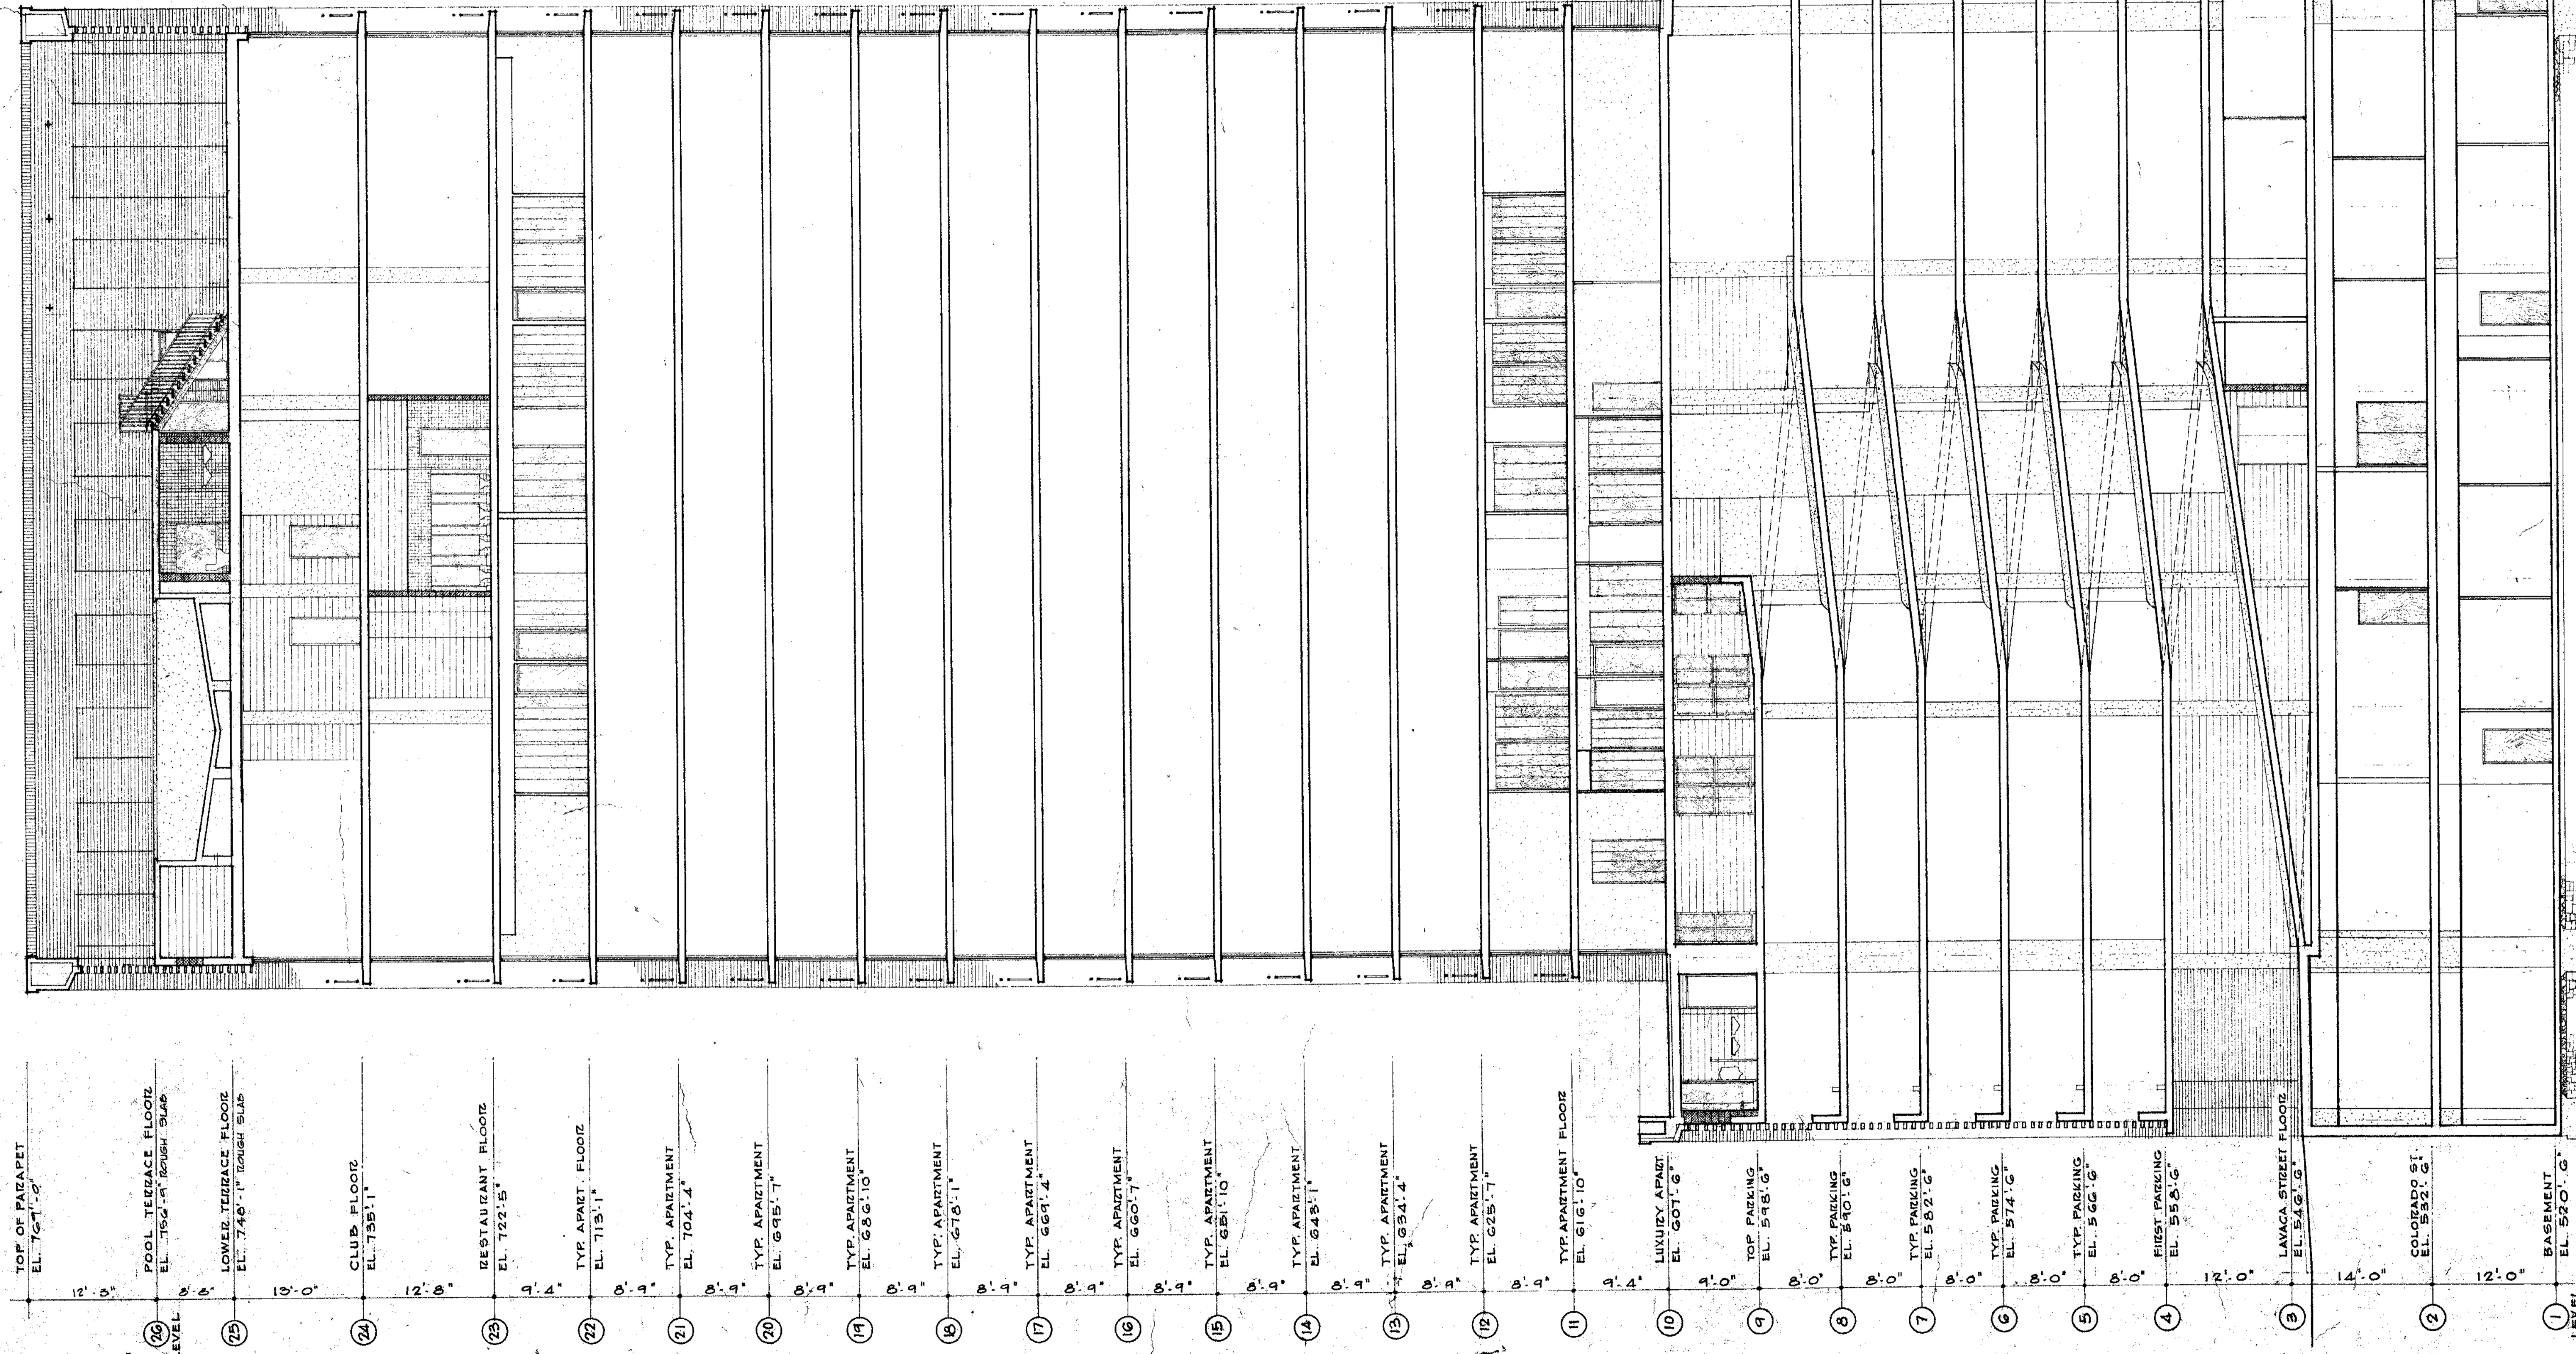 TOP OF PARAPET
EL. 769'-0"
12'-3"
POOL TERRACE FLOOR
EL. 756'-9" ROUGH SLAB
26
LEVEL
8'-8"
LOWER TERRACE FLOOR
EL. 748'-1" ROUGH SLAB
25
13'-0"
CLUB FLOOR
EL. 735'-1"
24
12'-8"
RESTAURANT FLOOR
EL. 722'-5"
23
9'-4"
TYP. APART. FLOOR
EL. 713'-1"
22
8'-9"
TYP. APARTMENT
EL. 704'-4"
21
8'-9"
TYP. APARTMENT
EL. 695'-7"
20
8'-9"
TYP. APARTMENT
EL. 686'-10"
19
8'-9"
TYP. APARTMENT
EL. 678'-1"
18
8'-9"
TYP. APARTMENT
EL. 669'-4"
17
8'-9"
TYP. APARTMENT
EL. 660'-7"
16
8'-9"
TYP. APARTMENT
EL. 651'-10"
15
8'-9"
TYP. APARTMENT
EL. 643'-1"
14
8'-9"
TYP. APARTMENT
EL. 634'-4"
13
8'-9"
TYP. APARTMENT
EL. 625'-7"
12
8'-9"
TYP. APARTMENT FLOOR
EL. 616'-10"
11
9'-4"
LUXURY APART.
EL. 607'-6"
10
9'-0"
TOP PARKING
EL. 598'-6"
9
8'-0"
TYP. PARKING
EL. 590'-6"
8
8'-0"
TYP. PARKING
EL. 582'-6"
7
8'-0"
TYP. PARKING
EL. 574'-6"
6
8'-0"
TYP. PARKING
EL. 566'-6"
5
8'-0"
FIRST PARKING
EL. 558'-6"
4
12'-0"
LAVACA STREET FLOOR
EL. 546'-6"
3
14'-0"
COLORADO ST.
EL. 532'-6"
2
12'-0"
BASEMENT
EL. 520'-6"
1
LEVEL